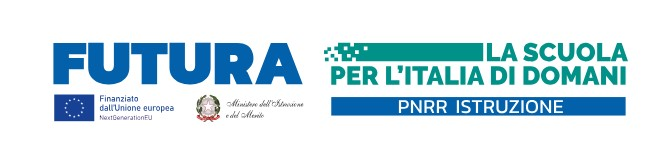 FUTURA
Finanziato
dall'Unione europea
NextGenerationEU
Ministero dell'Istruzione
e del Merito
LA SCUOLA
PER L'ITALIA DI DOMANI
PNRR ISTRUZIONE